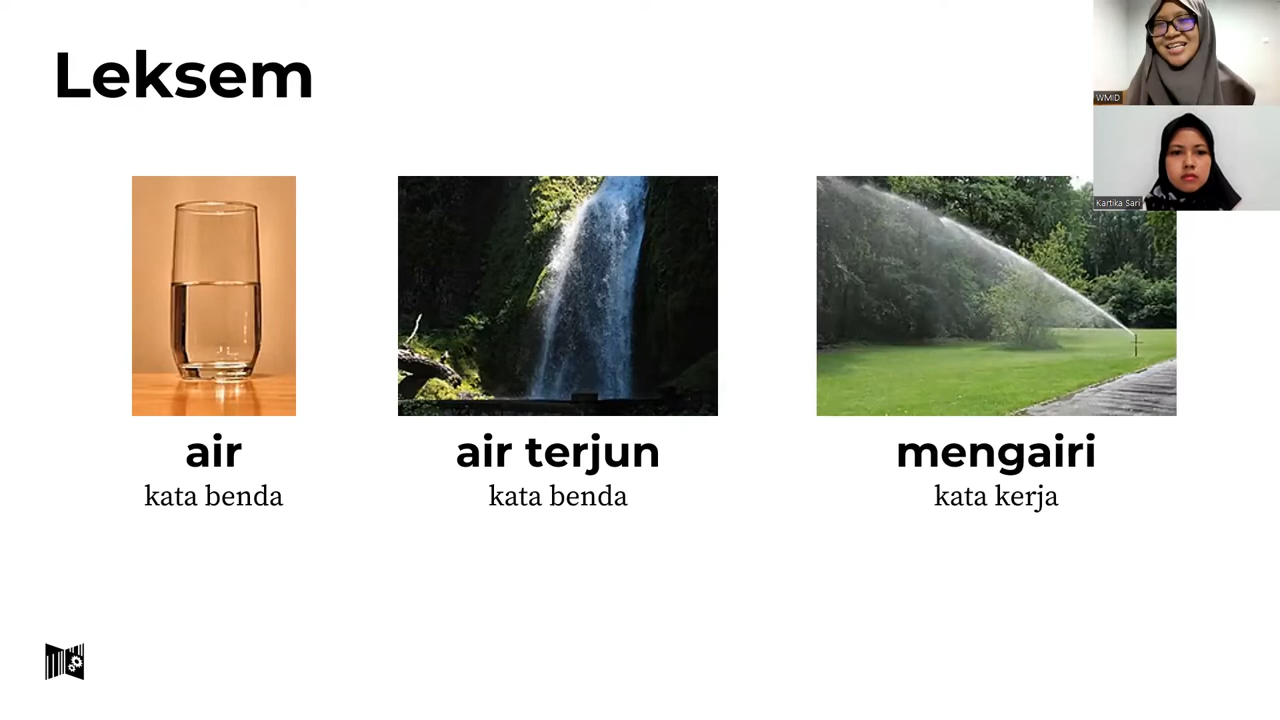 Leksem
WMID
Kartika Sari
air
kata benda
air terjun
kata benda
mengairi
kata kerja